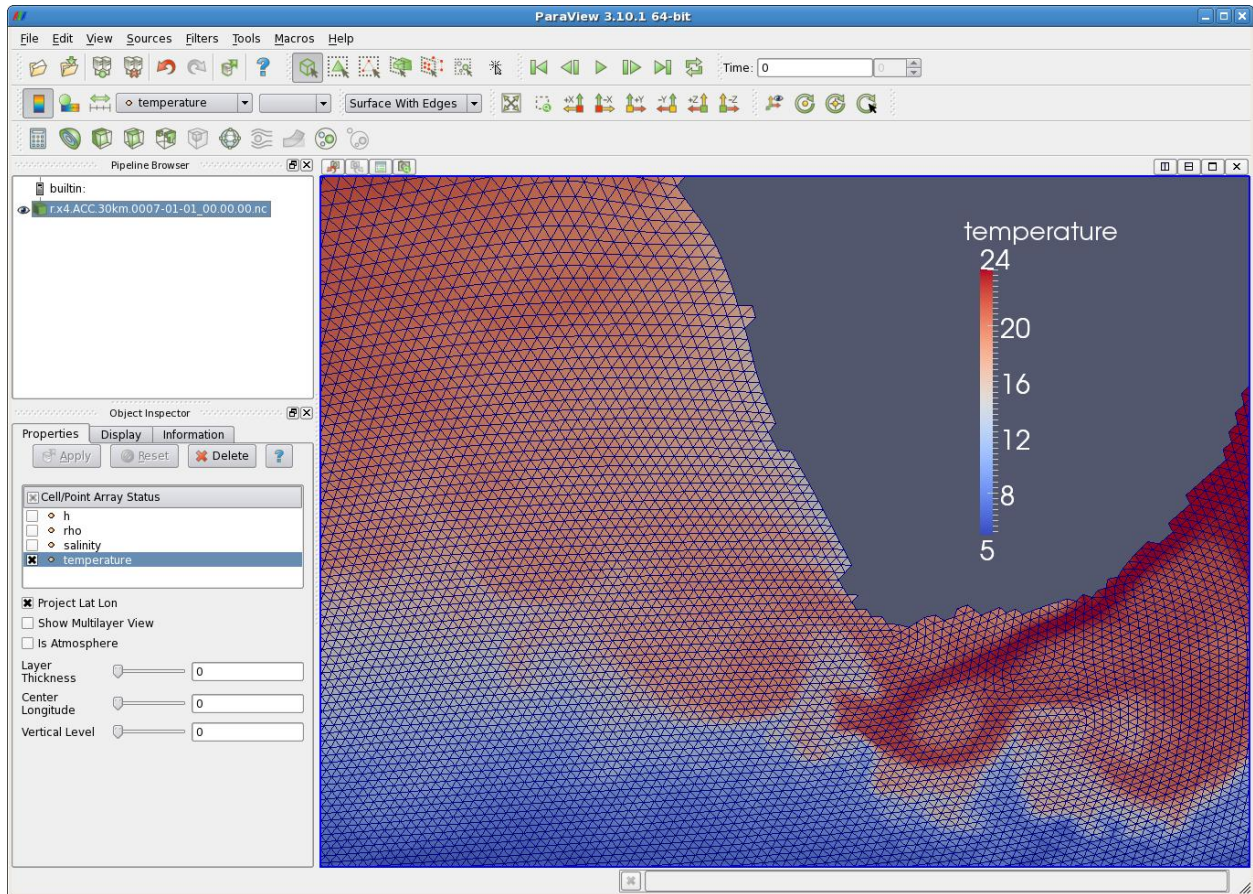 ParaView 3.10.1 64-bit
File Edit View Sources Filters Tools Macros Help
Time: 0 0
temperature Surface With Edges +X -X +Y -Y +Z -Z
Pipeline Browser
builtin:
r.x4.ACC.30km.0007-01-01_00.00.00.nc
Object Inspector
Properties Display Information
Apply Reset Delete ?
Cell/Point Array Status
h
rho
salinity
temperature
Project Lat Lon
Show Multilayer View
Is Atmosphere
Layer
Thickness 0
Center
Longitude 0
Vertical Level 0
temperature
24
20
16
12
8
5